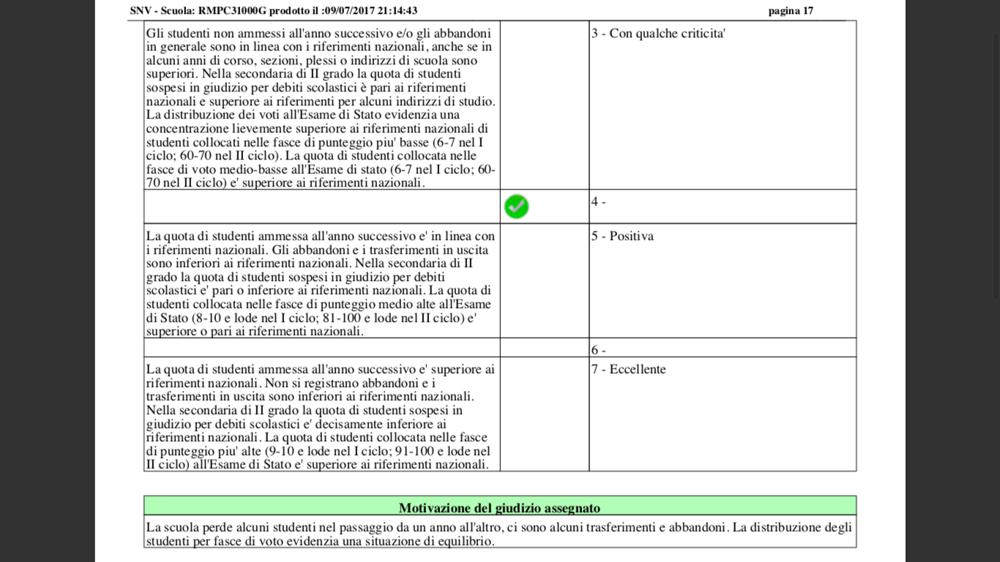 SNV - Scuola: RMPC31000G prodotto il :09/07/2017 21:14:43 pagina 17
Gli studenti non ammessi all'anno successivo e/o gli abbandoni
in generale sono in linea con i riferimenti nazionali, anche se in
alcuni anni di corso, sezioni, plessi o indirizzi di scuola sono
superiori. Nella secondaria di II grado la quota di studenti
sospesi in giudizio per debiti scolastici è pari ai riferimenti
nazionali e superiore ai riferimenti per alcuni indirizzi di studio.
La distribuzione dei voti all'Esame di Stato evidenzia una
concentrazione lievemente superiore ai riferimenti nazionali di
studenti collocati nelle fasce di punteggio piu' basse (6-7 nel I
ciclo; 60-70 nel II ciclo). La quota di studenti collocata nelle
fasce di voto medio-basse all'Esame di stato (6-7 nel I ciclo; 60-
70 nel II ciclo) e' superiore ai riferimenti nazionali.
3 - Con qualche criticita'
4 -
La quota di studenti ammessa all'anno successivo e' in linea con
i riferimenti nazionali. Gli abbandoni e i trasferimenti in uscita
sono inferiori ai riferimenti nazionali. Nella secondaria di II
grado la quota di studenti sospesi in giudizio per debiti
scolastici e' pari o inferiore ai riferimenti nazionali. La quota di
studenti collocata nelle fasce di punteggio medio alte all'Esame
di Stato (8-10 e lode nel I ciclo; 81-100 e lode nel II ciclo) e'
superiore o pari ai riferimenti nazionali.
5 - Positiva
6 -
La quota di studenti ammessa all'anno successivo e' superiore ai
riferimenti nazionali. Non si registrano abbandoni e i
trasferimenti in uscita sono inferiori ai riferimenti nazionali.
Nella secondaria di II grado la quota di studenti sospesi in
giudizio per debiti scolastici e' decisamente inferiore ai
riferimenti nazionali. La quota di studenti collocata nelle fasce
di punteggio piu' alte (9-10 e lode nel I ciclo; 91-100 e lode nel
II ciclo) all'Esame di Stato e' superiore ai riferimenti nazionali.
7 - Eccellente
Motivazione del giudizio assegnato
La scuola perde alcuni studenti nel passaggio da un anno all'altro, ci sono alcuni trasferimenti e abbandoni. La distribuzione degli
studenti per fasce di voto evidenzia una situazione di equilibrio.